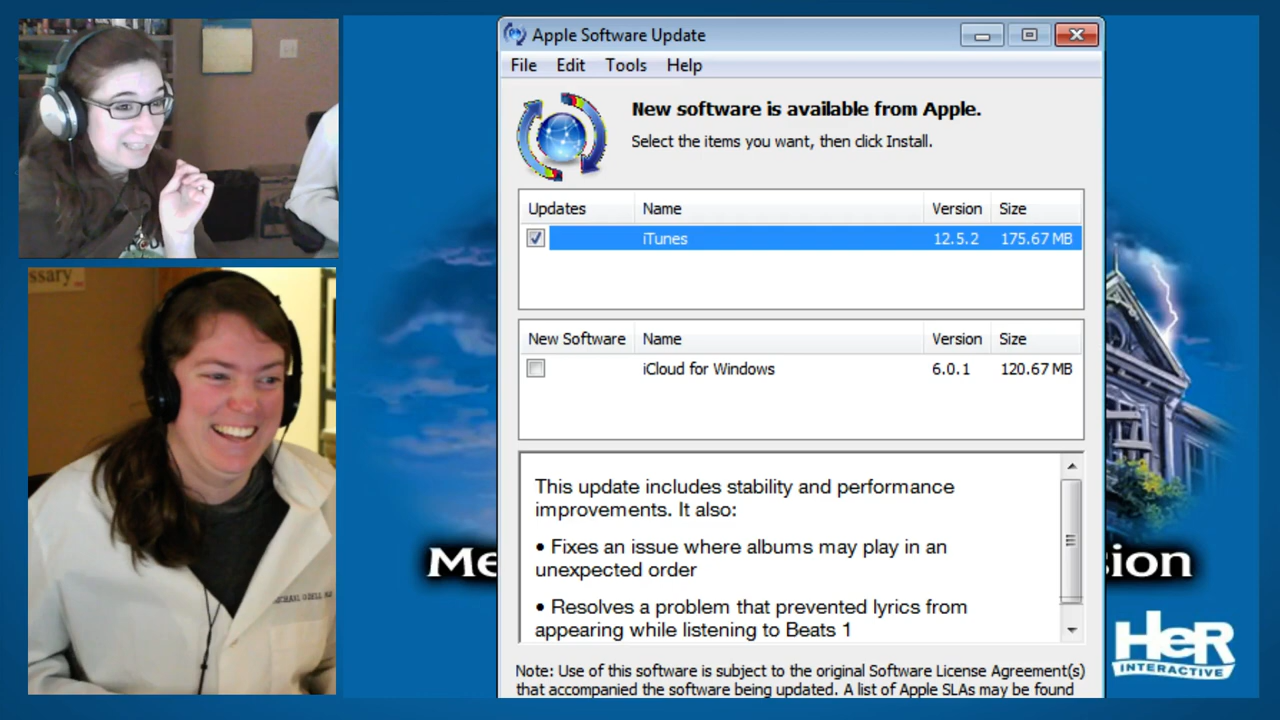 Apple Software Update
File Edit Tools Help
New software is available from Apple.
Select the items you want, then click Install.
Updates Name Version Size
iTunes 12.5.2 175.67 MB
New Software Name Version Size
iCloud for Windows 6.0.1 120.67 MB
This update includes stability and performance
improvements. It also:
• Fixes an issue where albums may play in an
unexpected order
• Resolves a problem that prevented lyrics from
appearing while listening to Beats 1
Note: Use of this software is subject to the original Software License Agreement(s)
that accompanied the software being updated. A list of Apple SLAs may be found
Me
ion
HeR
INTERACTIVE
ssary